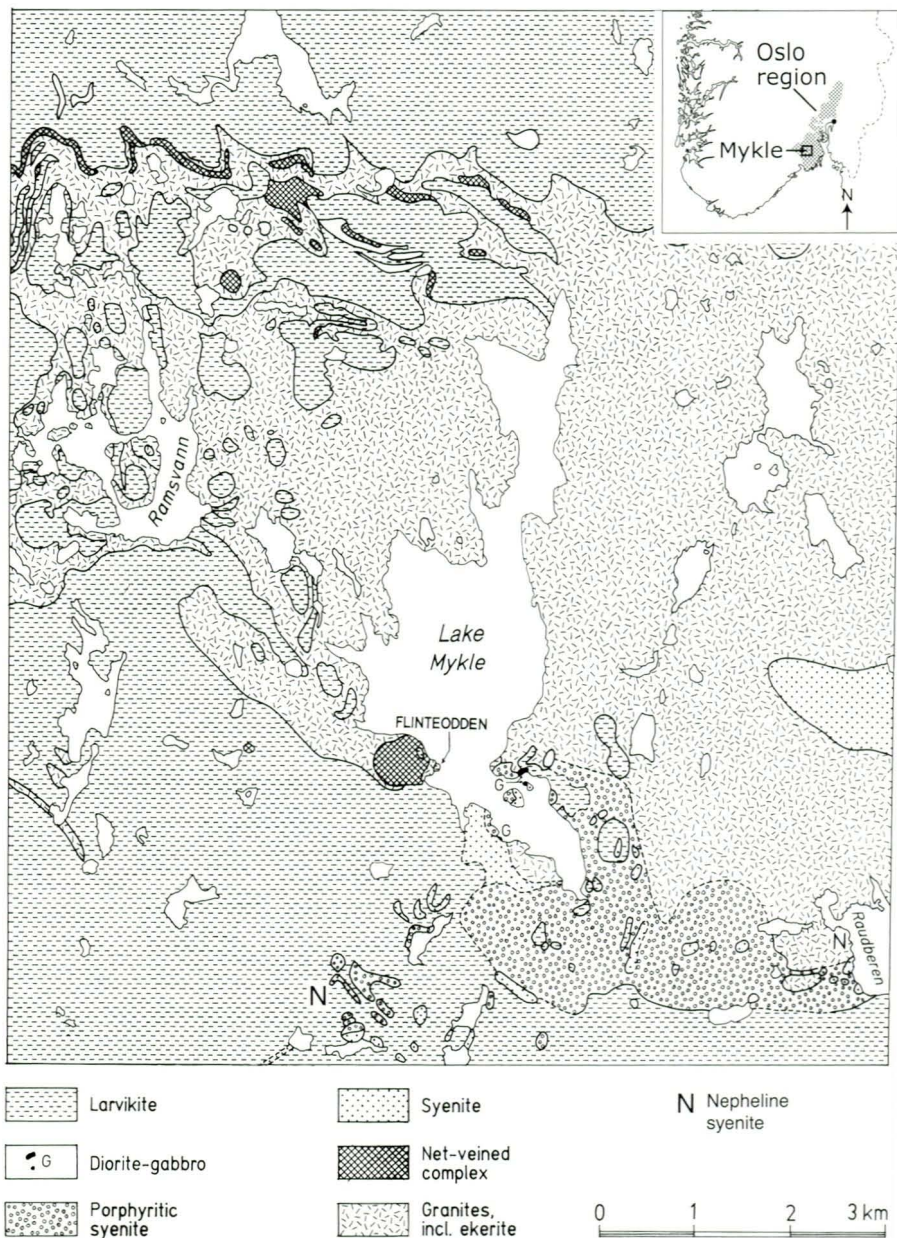 Oslo
region
Mykle
N
Ramsvann
Lake
Mykle
FLINTEODDEN
G
G
N
N
Raudberen
Larvikite
Syenite
N Nepheline
syenite
G Diorite-gabbro
Net-veined
complex
Porphyritic
syenite
Granites,
incl. ekerite
0 1 2 3 km